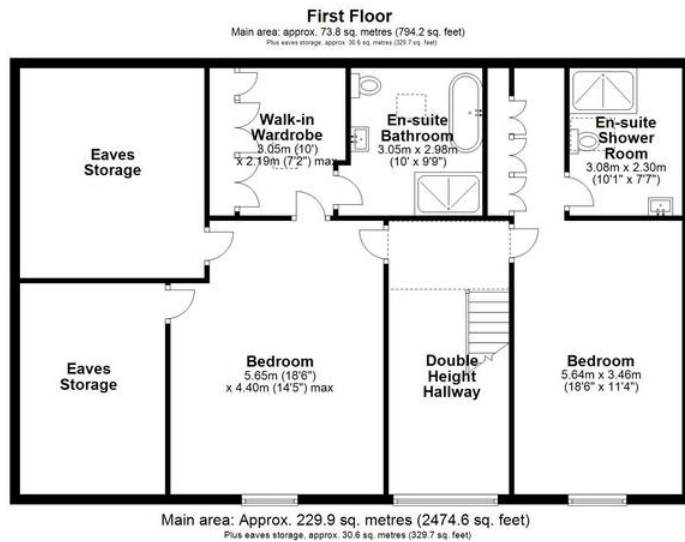 First Floor
Main area: approx. 73.8 sq. metres (794.2 sq. feet)
Plus eaves storage, approx. 30.6 sq. metres (329.7 sq. feet)
Eaves
Storage
Walk-in
Wardrobe
3.05m (10')
x 2.19m (7'2") max
En-suite
Bathroom
3.05m x 2.98m
(10' x 9'9")
En-suite
Shower
Room
3.08m x 2.30m
(10'1" x 7'7")
Eaves
Storage
Bedroom
5.65m (18'6")
x 4.40m (14'5") max
Double
Height
Hallway
Bedroom
5.64m x 3.46m
(18'6" x 11'4")
Main area: Approx. 229.9 sq. metres (2474.6 sq. feet)
Plus eaves storage, approx. 30.6 sq. metres (329.7 sq. feet)